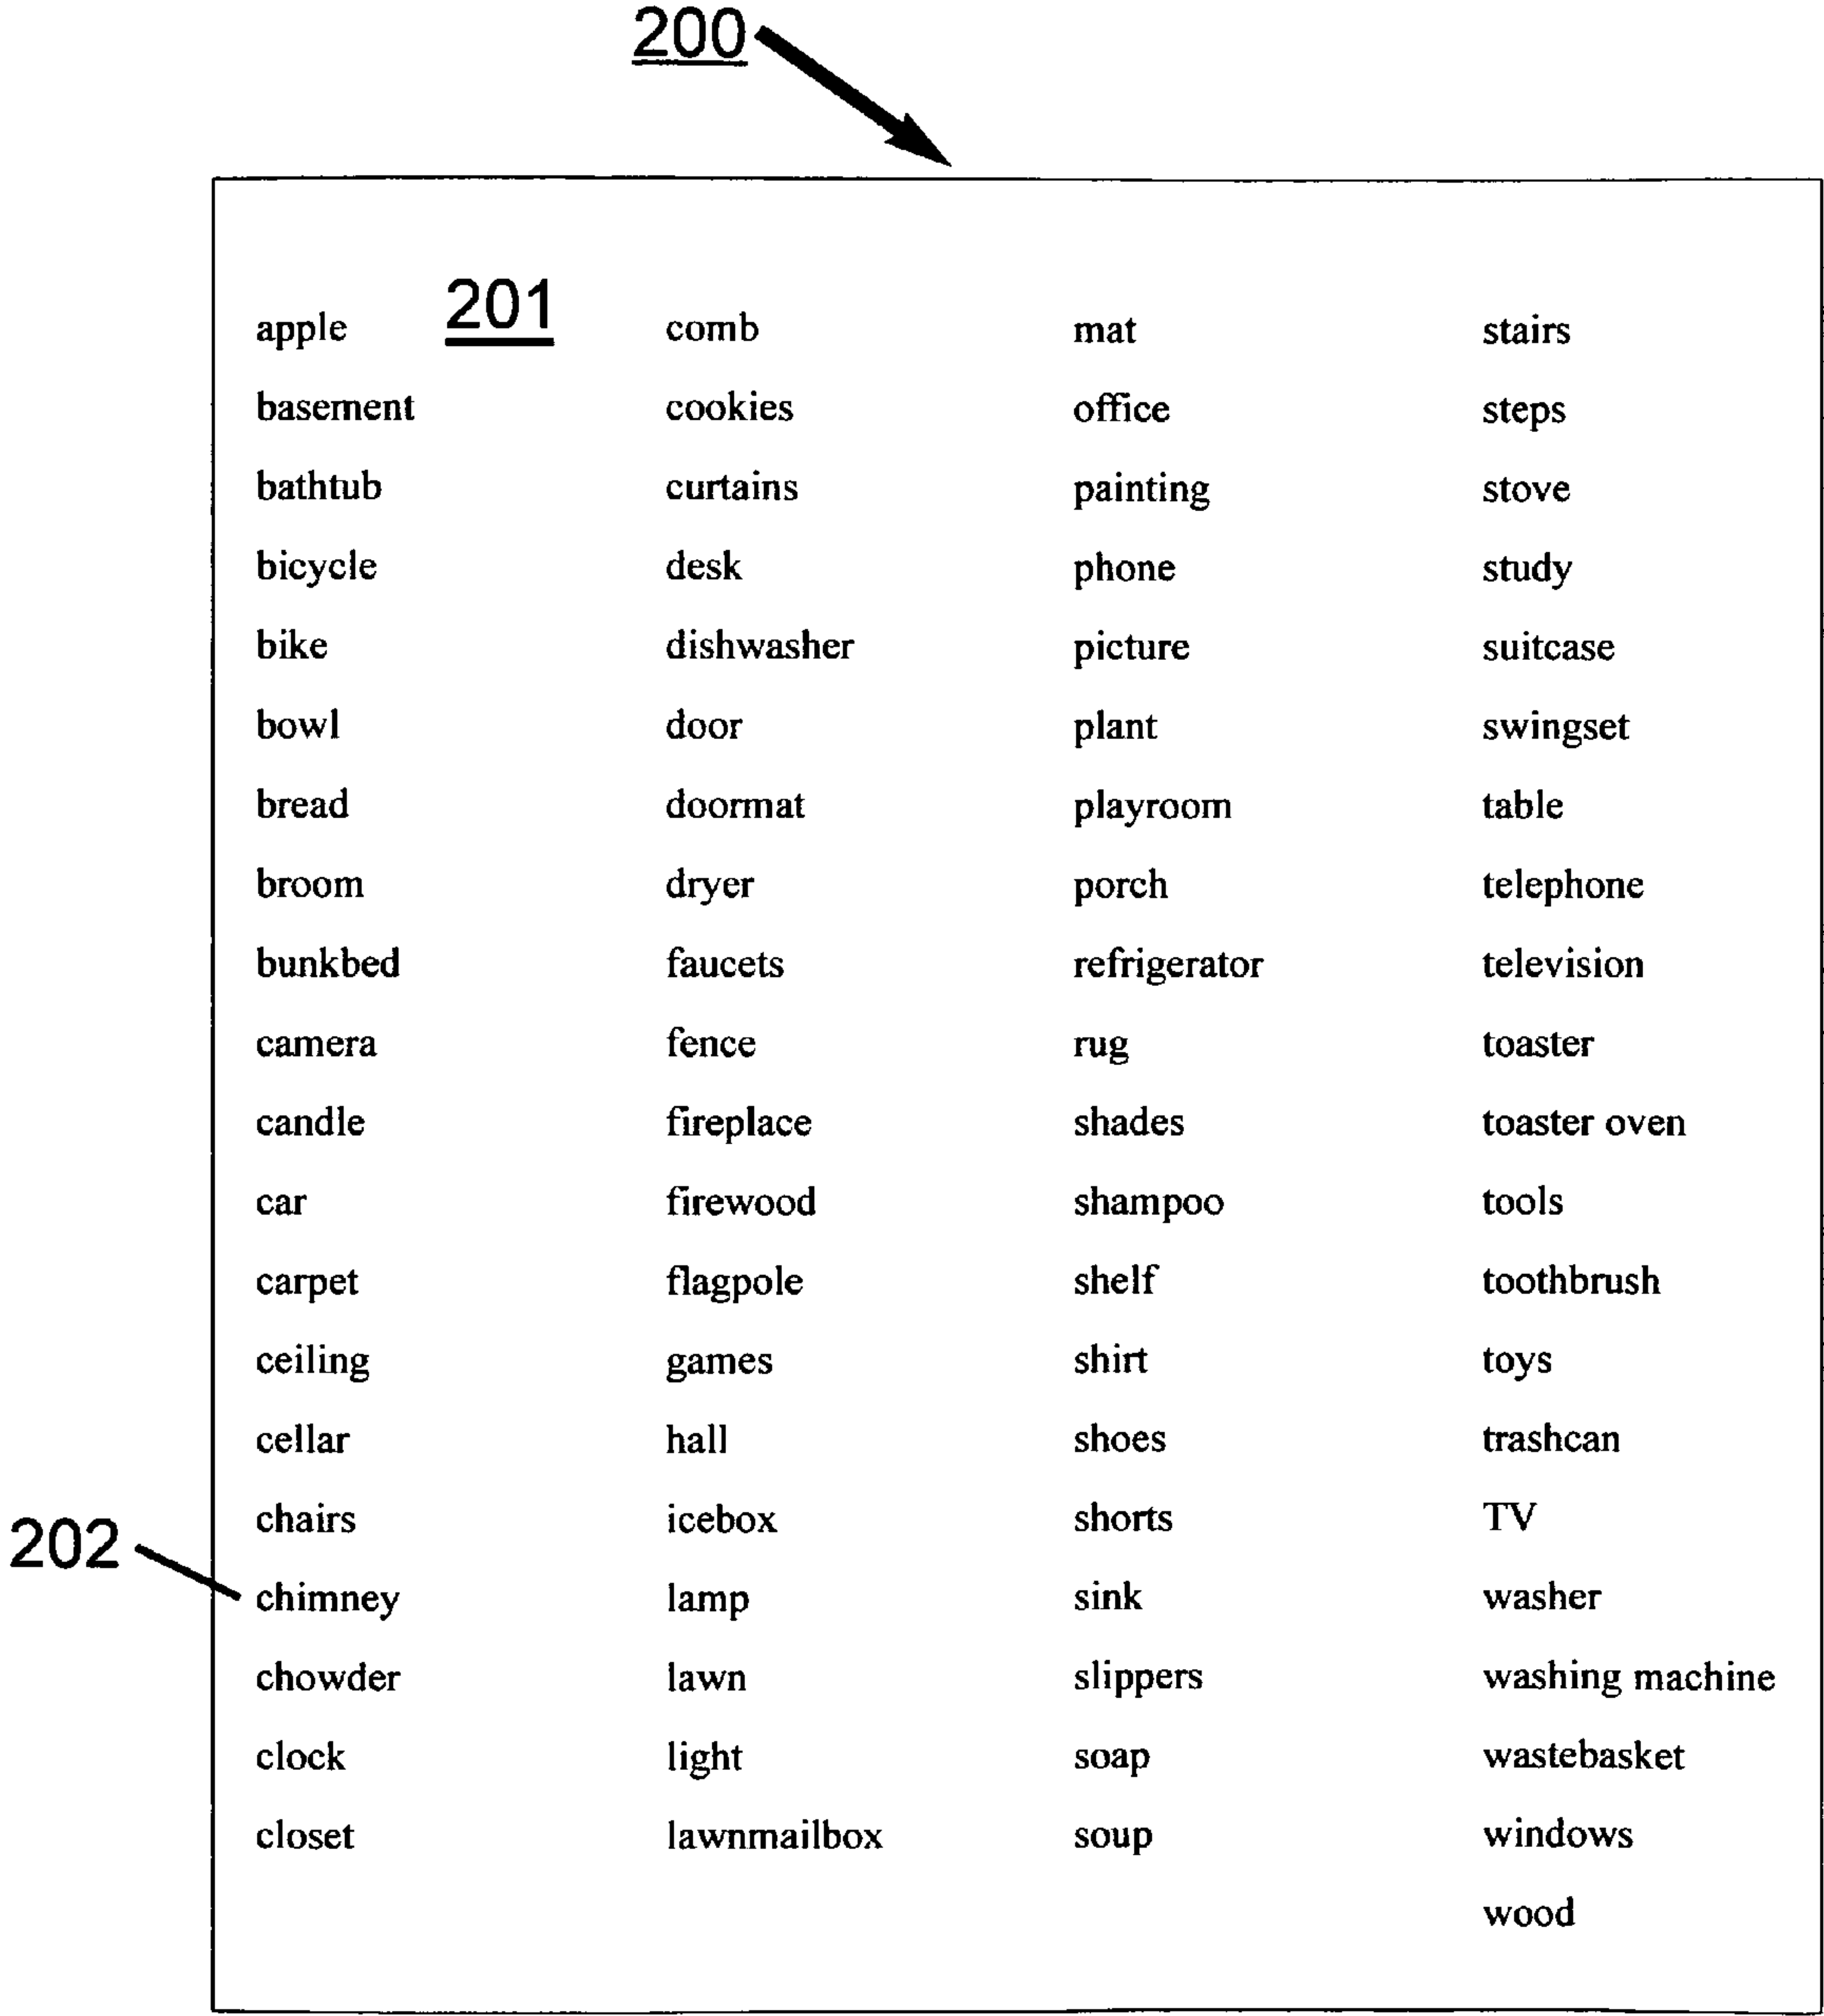 200
201
apple comb mat stairs
basement cookies office steps
bathtub curtains painting stove
bicycle desk phone study
bike dishwasher picture suitcase
bowl door plant swingset
bread doormat playroom table
broom dryer porch telephone
bunkbed faucets refrigerator television
camera fence rug toaster
candle fireplace shades toaster oven
car firewood shampoo tools
carpet flagpole shelf toothbrush
ceiling games shirt toys
cellar hall shoes trashcan
chairs icebox shorts TV
202
chimney lamp sink washer
chowder lawn slippers washing machine
clock light soap wastebasket
closet lawnmailbox soup windows
wood